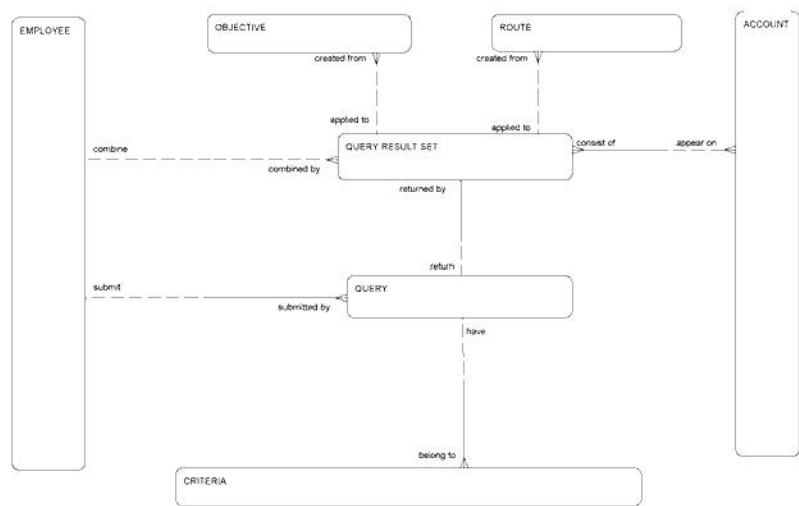 EMPLOYEE
OBJECTIVE
ROUTE
ACCOUNT
created from
created from
applied to
applied to
combine
QUERY RESULT SET
consist of
appear on
combined by
returned by
return
submit
QUERY
submitted by
have
belong to
CRITERIA